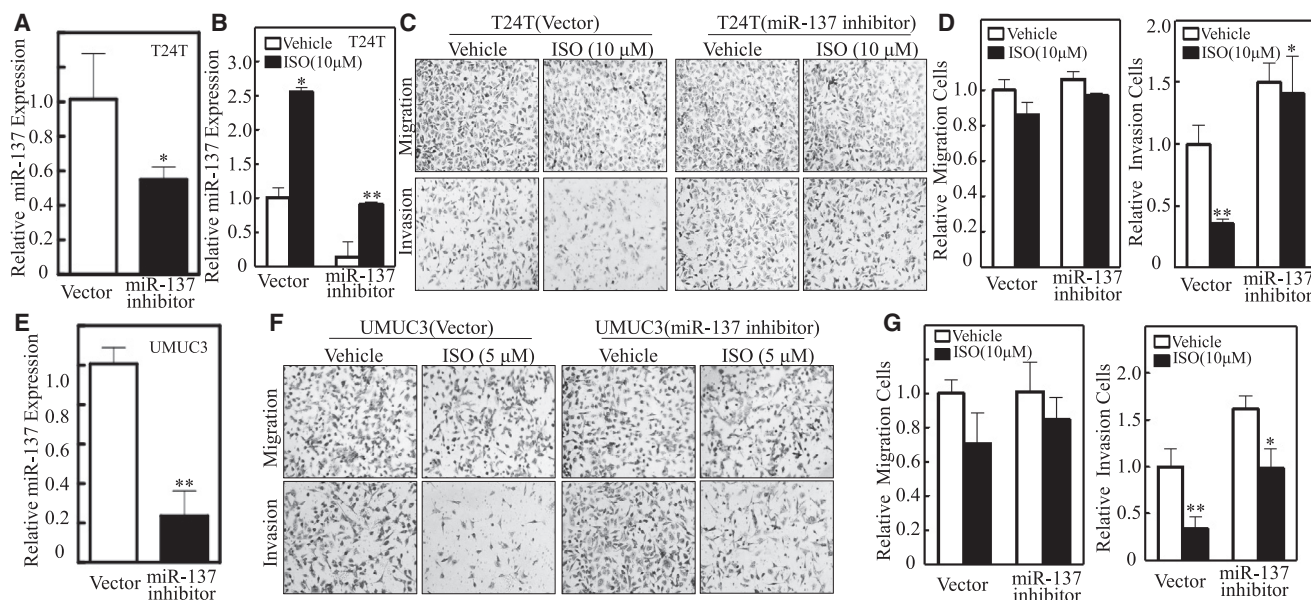 A
Relative miR-137 Expression
T24T
1.0
0.8
0.6
0.4
0.2
0
*
Vector
miR-137
inhibitor
B
Relative miR-137 Expression
Vehicle
T24T
ISO(10μM)
3.0
2.5
2.0
1.5
1.0
0.5
0
*
**
Vector
miR-137
inhibitor
C
T24T(Vector)
T24T(miR-137 inhibitor)
Vehicle
ISO (10 μM)
Vehicle
ISO (10 μM)
Migration
Invasion
D
Relative Migration Cells
Vehicle
ISO(10μM)
1.0
0.8
0.6
0.4
0.2
0
Vector
miR-137
inhibitor
Relative Invasion Cells
Vehicle
ISO(10μM)
*
2.0
1.5
1.0
0.5
0
**
Vector
miR-137
inhibitor
E
Relative miR-137 Expression
UMUC3
1.0
0.8
0.6
0.4
0.2
0
**
Vector
miR-137
inhibitor
F
UMUC3(Vector)
UMUC3(miR-137 inhibitor)
Vehicle
ISO (5 μM)
Vehicle
ISO (5 μM)
Migration
Invasion
G
Relative Migration Cells
Vehicle
ISO(10μM)
1.0
0.8
0.6
0.4
0.2
0
Vector
miR-137
inhibitor
Relative Invasion Cells
Vehicle
ISO(10μM)
2.0
1.5
1.0
0.5
0
**
*
Vector
miR-137
inhibitor